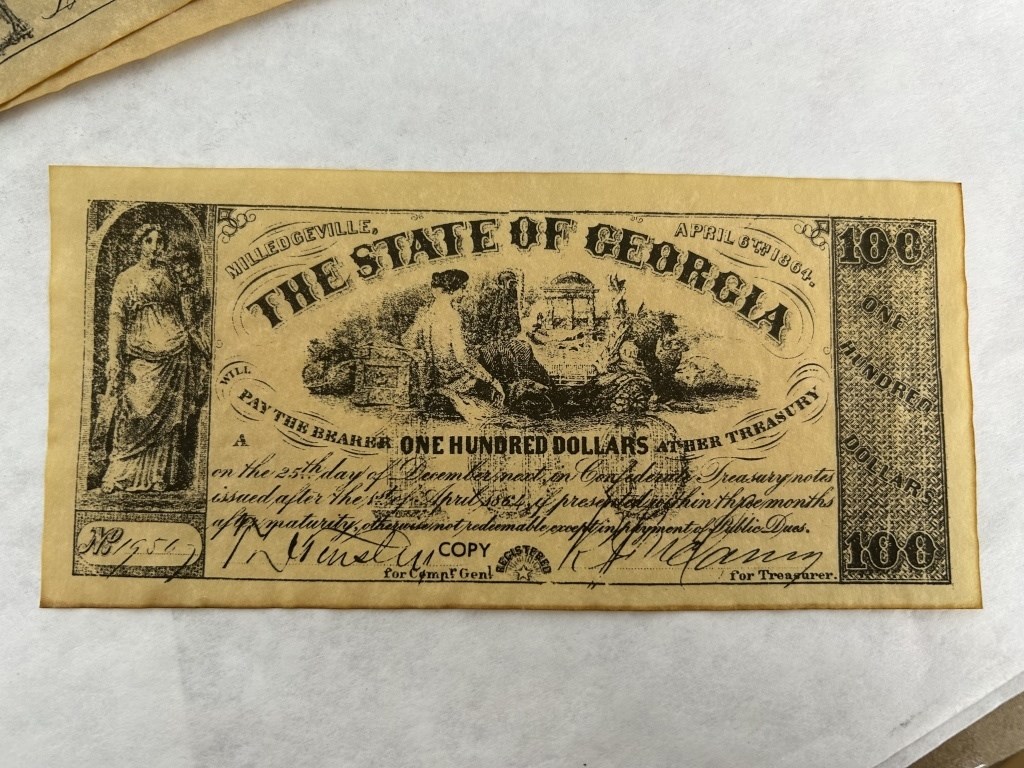 MILLEDGEVILLE, APRIL 6TH 1864.
THE STATE OF GEORGIA
WILL
PAY THE BEARER ONE HUNDRED DOLLARS AT HER TREASURY
A
on the 25th day of December next, in Confederate Treasury notes
issued after the 1st of April 1864, if presented within three months
after maturity, otherwise not redeemable except in payment of Public Dues.
No
COPY
REGISTERED
for Compr Genl
for Treasurer.
100
ONE
HUNDRED
DOLLARS
100